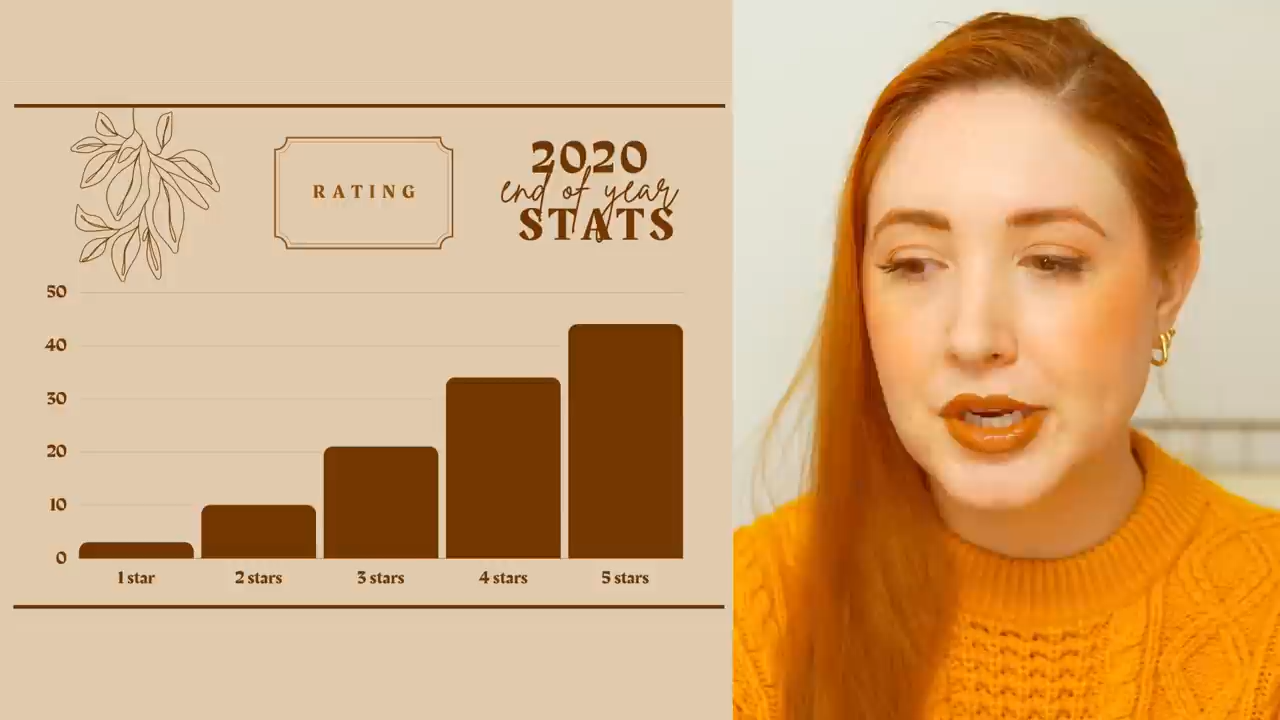 RATING
2020
end of year
STATS
50
40
30
20
10
0
1 star
2 stars
3 stars
4 stars
5 stars